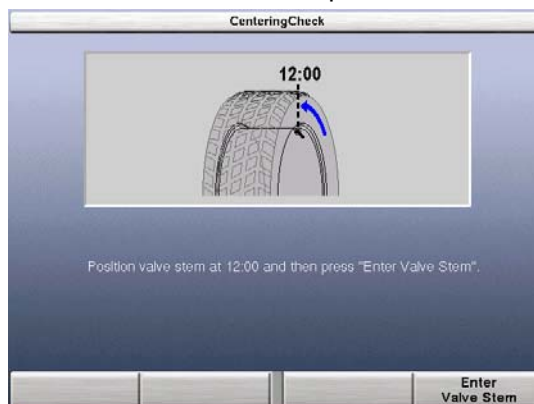 CenteringCheck
12:00
Position valve stem at 12:00 and then press "Enter Valve Stem".
Enter
Valve Stem